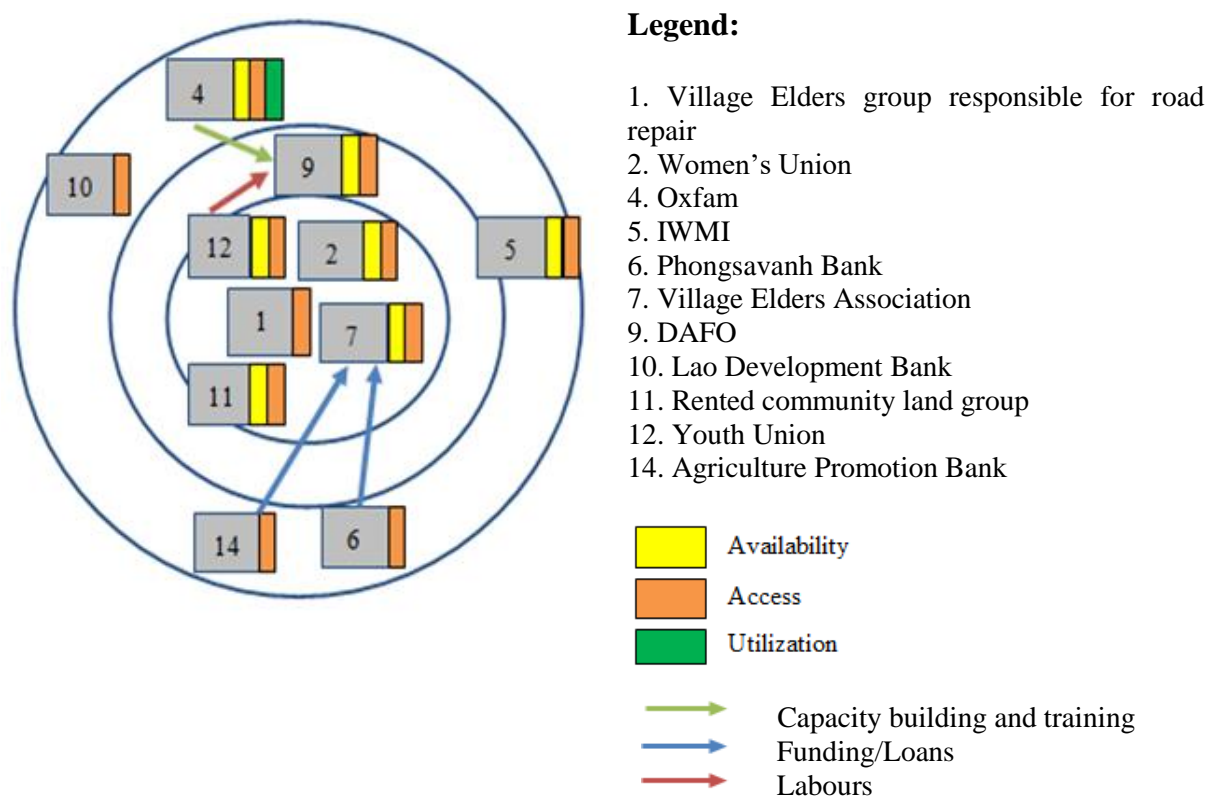 4
9
10
12
2
5
1
7
11
14
6
Legend:
1. Village Elders group responsible for road
repair
2. Women’s Union
4. Oxfam
5. IWMI
6. Phongsavanh Bank
7. Village Elders Association
9. DAFO
10. Lao Development Bank
11. Rented community land group
12. Youth Union
14. Agriculture Promotion Bank
Availability
Access
Utilization
Capacity building and training
Funding/Loans
Labours